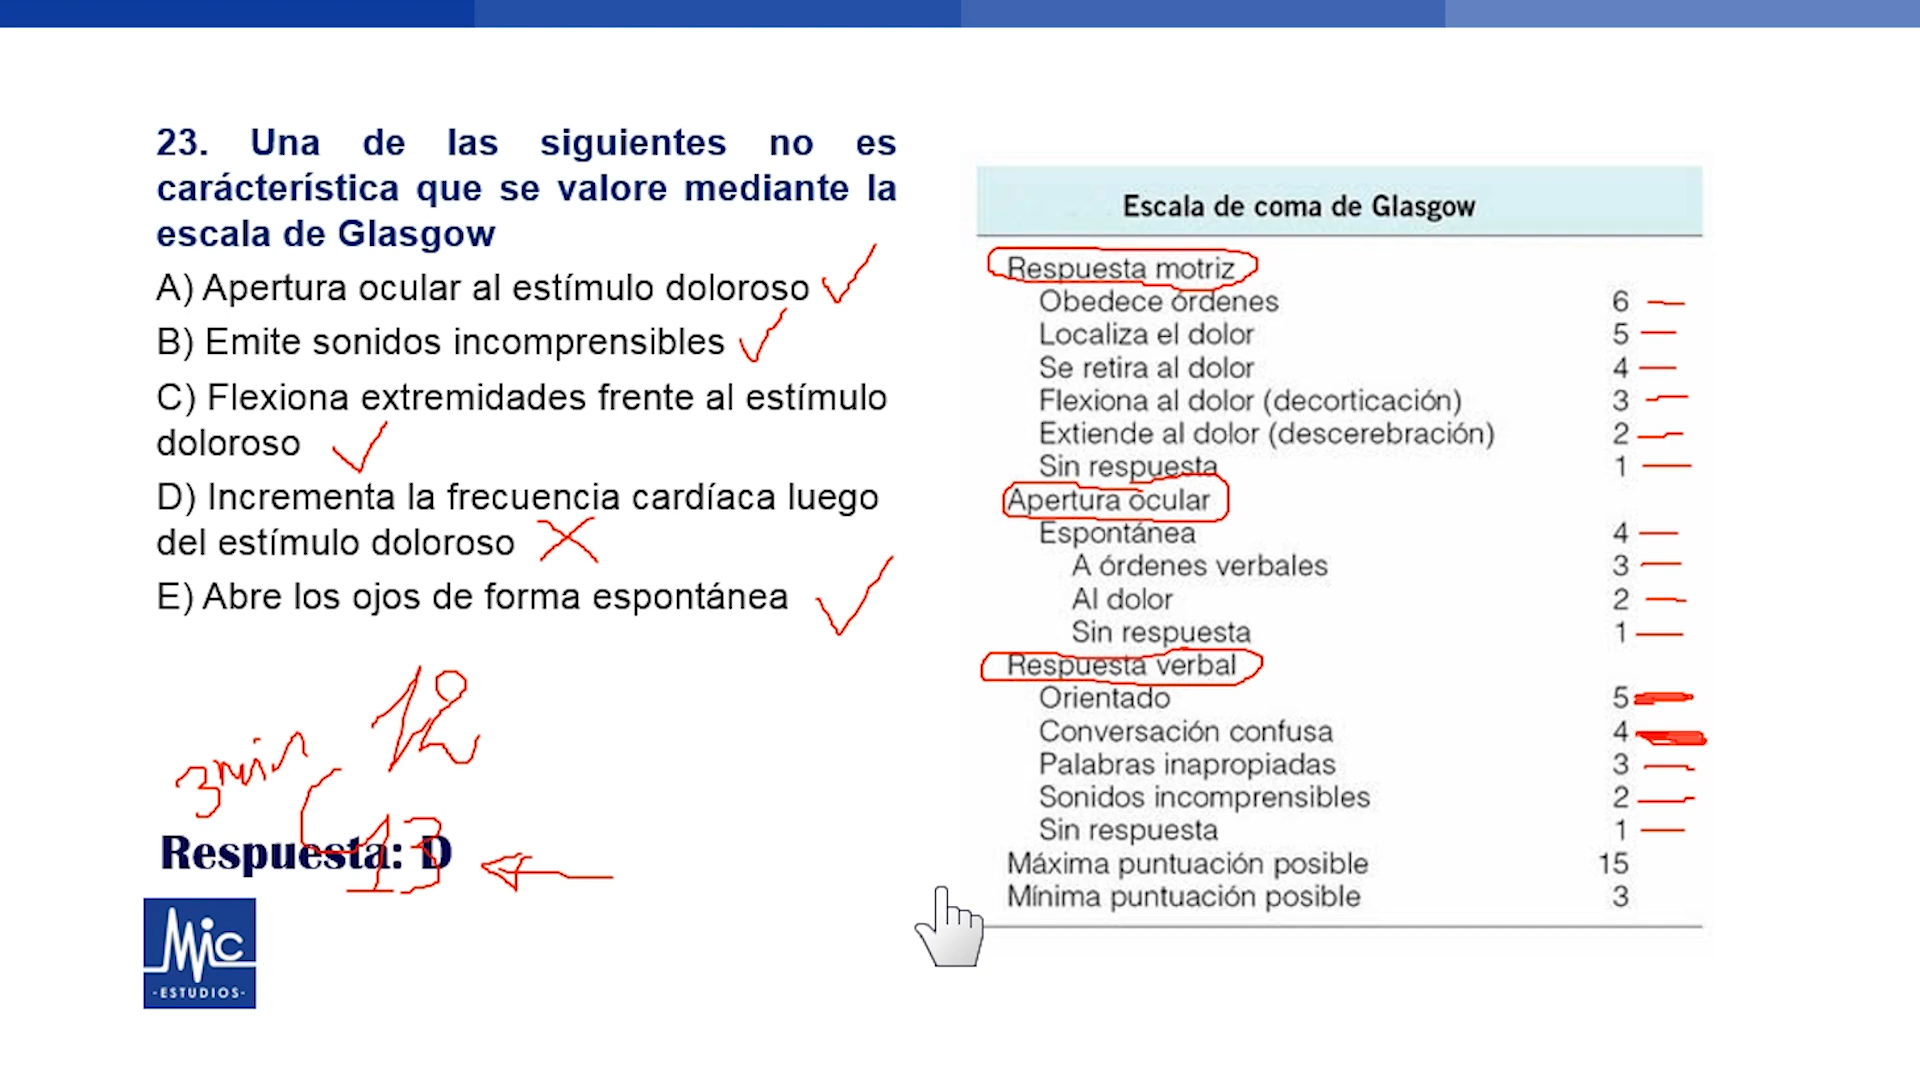 23. Una de las siguientes no es
carácterística que se valore mediante la
escala de Glasgow
A) Apertura ocular al estímulo doloroso
B) Emite sonidos incomprensibles
C) Flexiona extremidades frente al estímulo
doloroso
D) Incrementa la frecuencia cardíaca luego
del estímulo doloroso
E) Abre los ojos de forma espontánea
12
3min
13
Respuesta: D
Mic
-ESTUDIOS-
Escala de coma de Glasgow
Respuesta motriz
Obedece órdenes 6
Localiza el dolor 5
Se retira al dolor 4
Flexiona al dolor (decorticación) 3
Extiende al dolor (descerebración) 2
Sin respuesta 1
Apertura ocular
Espontánea 4
A órdenes verbales 3
Al dolor 2
Sin respuesta 1
Respuesta verbal
Orientado 5
Conversación confusa 4
Palabras inapropiadas 3
Sonidos incomprensibles 2
Sin respuesta 1
Máxima puntuación posible 15
Mínima puntuación posible 3